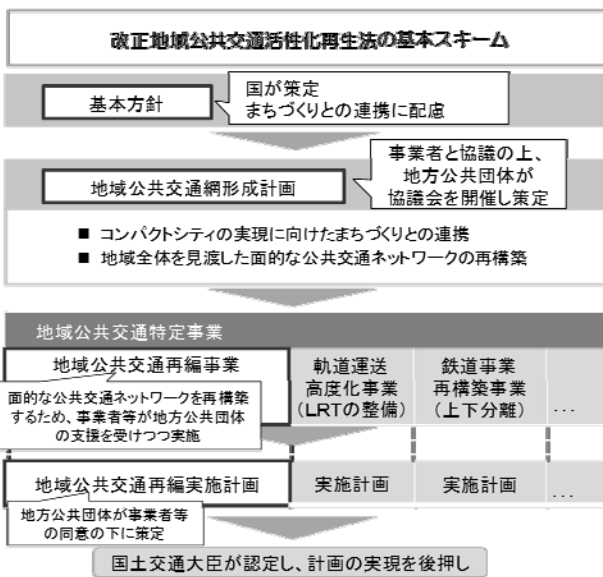 改正地域公共交通活性化再生法の基本スキーム
基本方針
国が策定
まちづくりとの連携に配慮
地域公共交通網形成計画
事業者と協議の上、
地方公共団体が
協議会を開催し策定
■ コンパクトシティの実現に向けたまちづくりとの連携
■ 地域全体を見渡した面的な公共交通ネットワークの再構築
地域公共交通特定事業
地域公共交通再編事業
面的な公共交通ネットワークを再構築
するため、事業者等が地方公共団体
の支援を受けつつ実施
軌道運送
高度化事業
(LRTの整備)
鉄道事業
再構築事業
(上下分離)
...
地域公共交通再編実施計画
地方公共団体が事業者等
の同意の下に策定
実施計画
実施計画
...
国土交通大臣が認定し、計画の実現を後押し